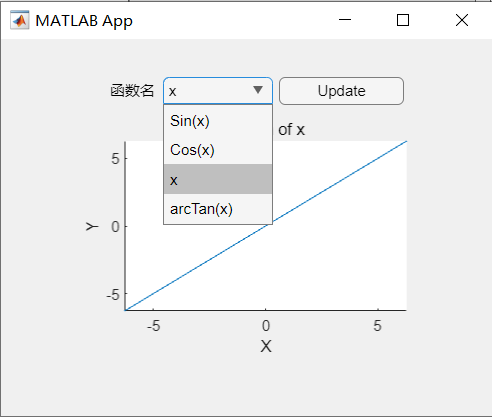 MATLAB App
函数名 x Update
Sin(x)
Cos(x)
x
arcTan(x)
of x
5
0
-5
Y
-5 0 5
X